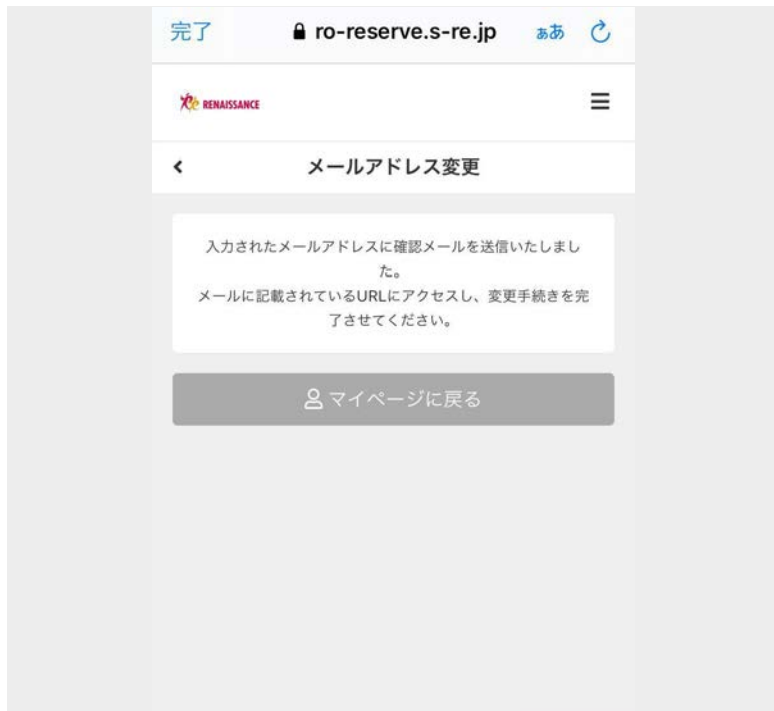 完了 ro-reserve.s-re.jp ぁあ
RENAISSANCE
メールアドレス変更
入力されたメールアドレスに確認メールを送信いたしまし
た。
メールに記載されているURLにアクセスし、変更手続きを完
了させてください。
マイページに戻る